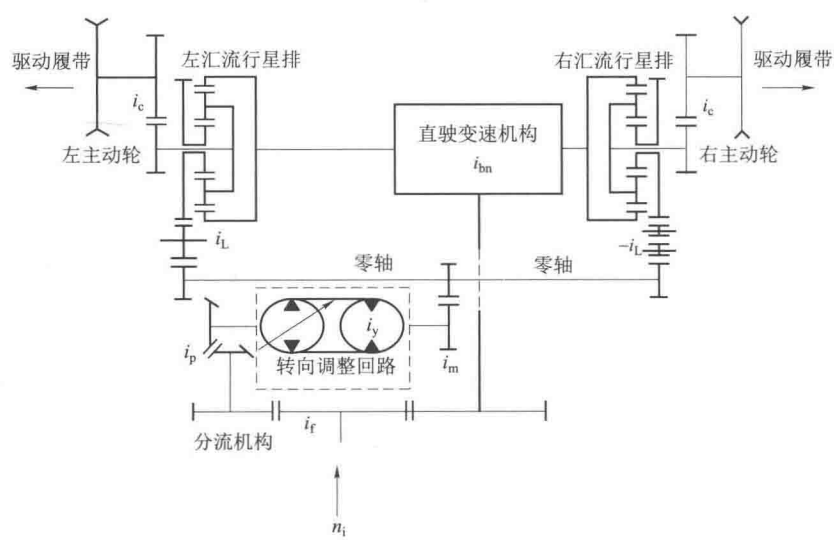 驱动履带
左汇流行星排
右汇流行星排
驱动履带
i_c
直驶变速机构
i_c
左主动轮
i_bn
右主动轮
i_L
-i_L
零轴
零轴
i_y
i_p
转向调整回路
i_m
i_f
分流机构
n_i